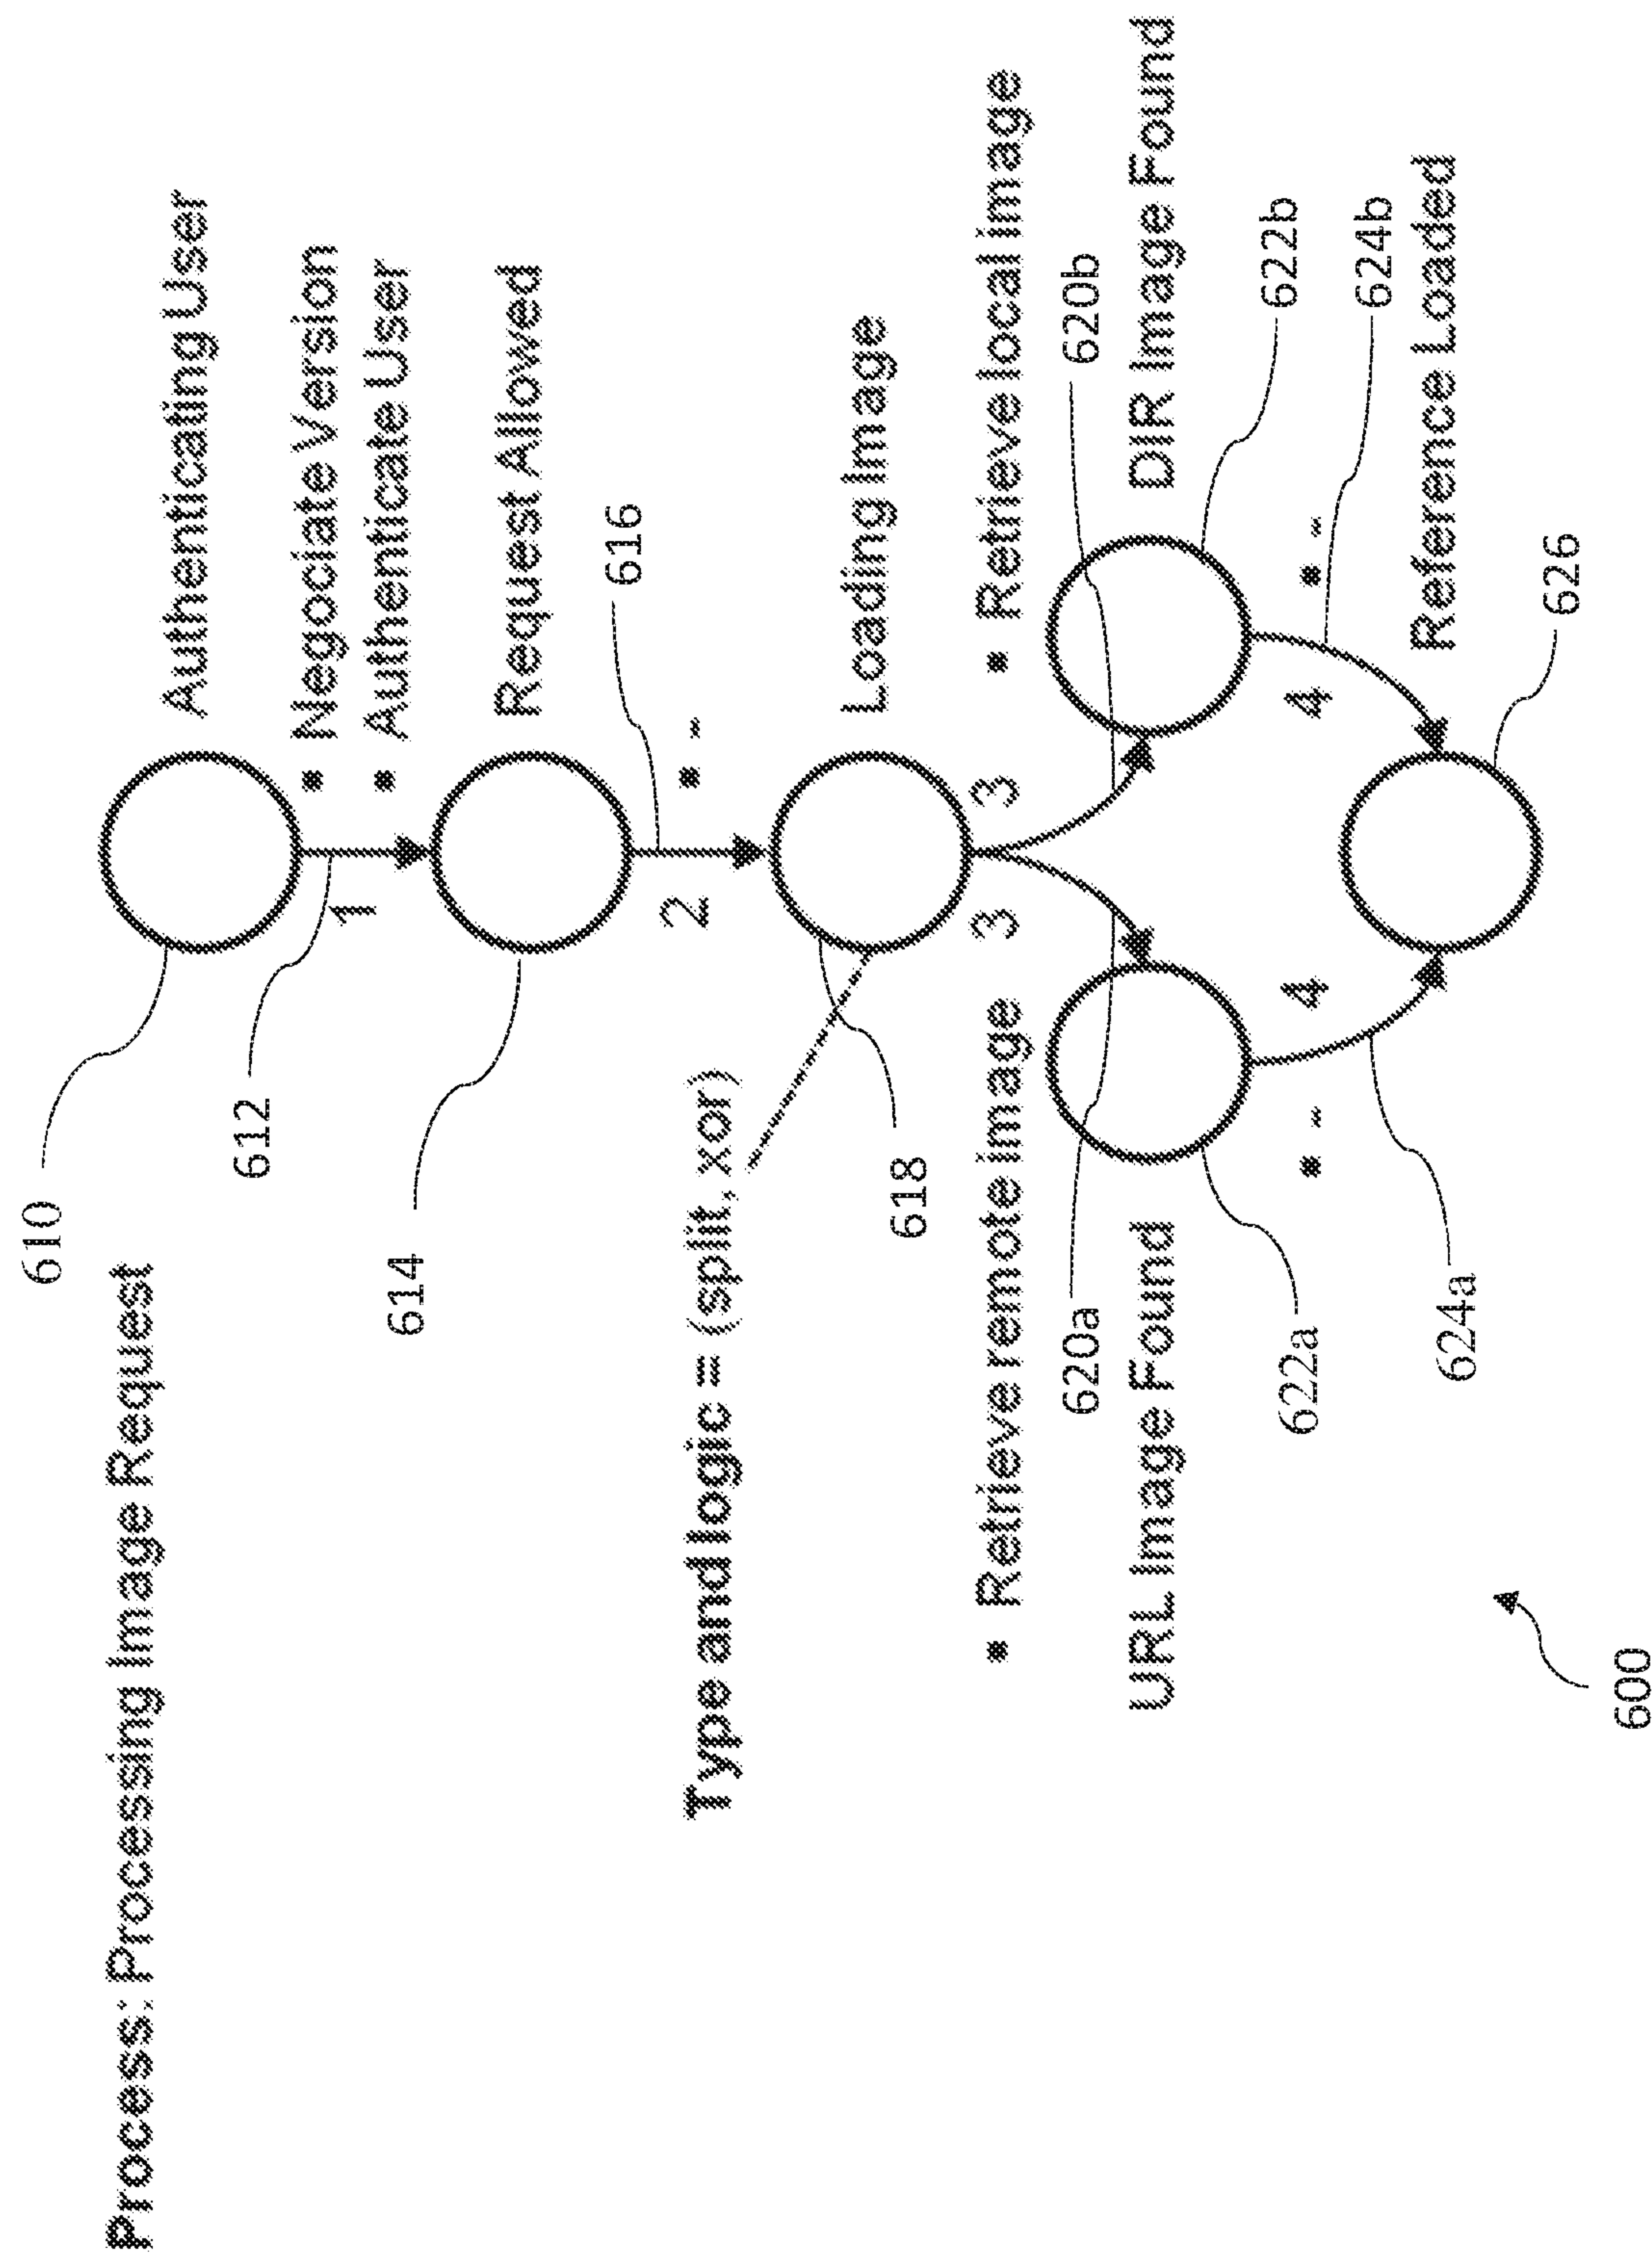 Process: Processing Image Request
610
Authenticating User
612
1
▪ Negociate Version
▪ Authenticate User
614
Request Allowed
616
2
▪ -
Type and logic = (split, xor)
618
Loading Image
▪ Retrieve remote image
3
3
▪ Retrieve local image
620a
620b
URL Image Found
DIR Image Found
622a
622b
▪ -
4
4
▪ -
624a
624b
Reference Loaded
626
600